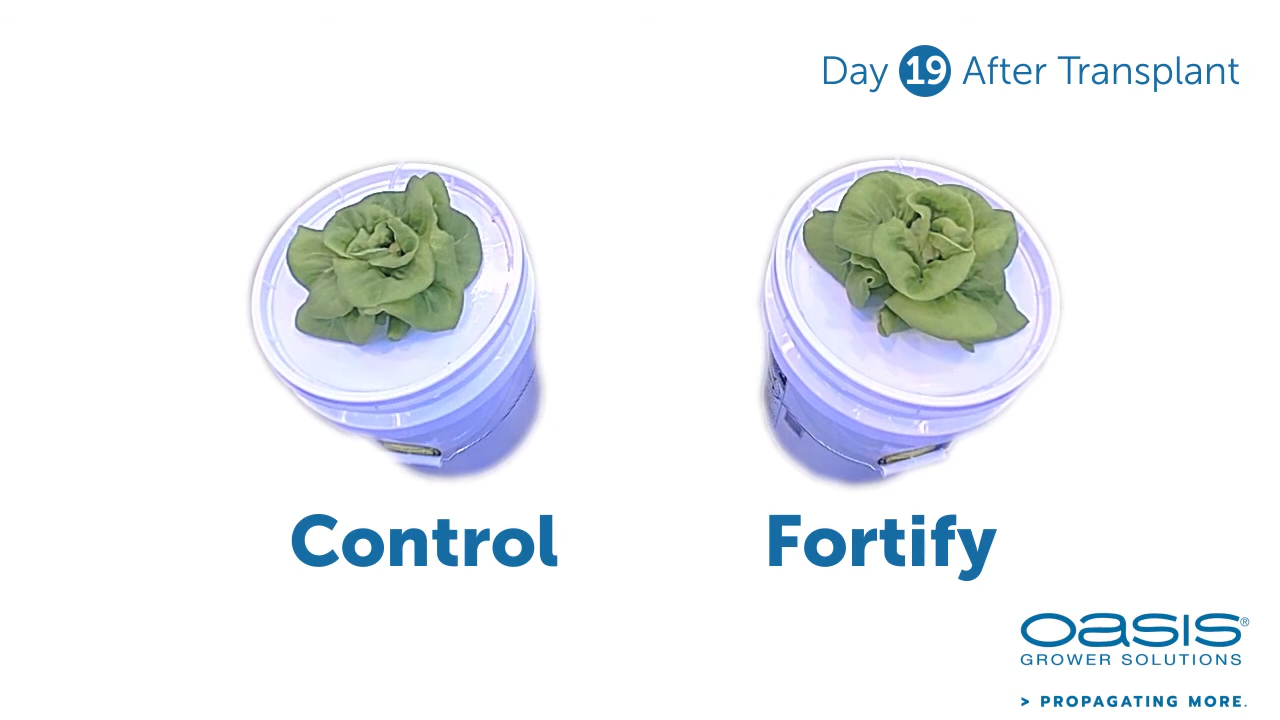 Day 19 After Transplant
Control
Fortify
OASIS®
GROWER SOLUTIONS
> PROPAGATING MORE.